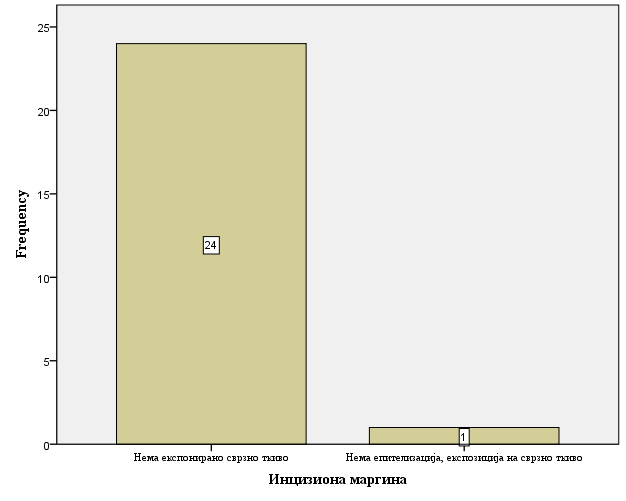 25
20
15
10
5
0
Frequency
24
1
Нема експонирано сврзно ткиво
Нема епителизација, експозиција на сврзно ткиво
Инцизиона маргина